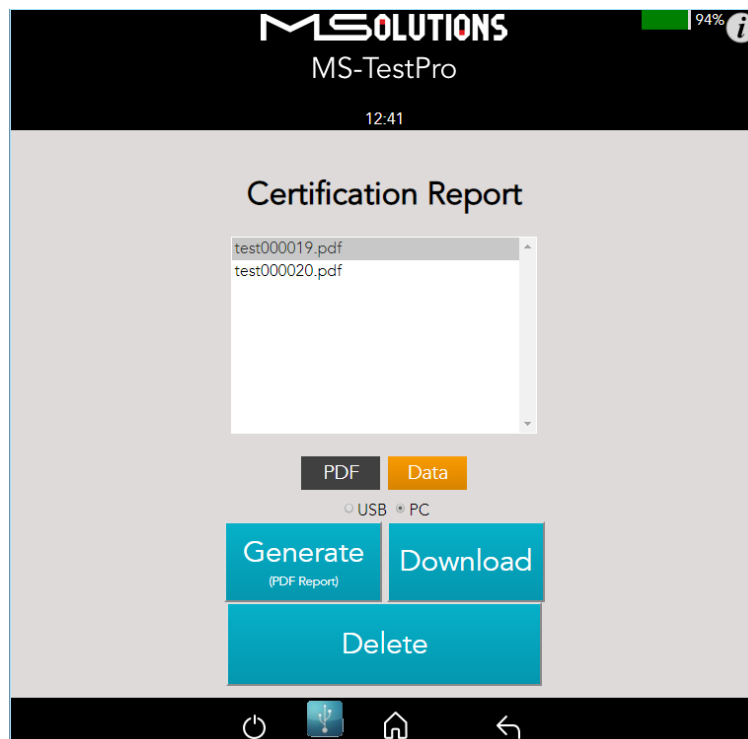 MSOLUTIONS
94%
i
MS-TestPro
12:41
Certification Report
test000019.pdf
test000020.pdf
PDF Data
USB PC
Generate Download
(PDF Report)
Delete